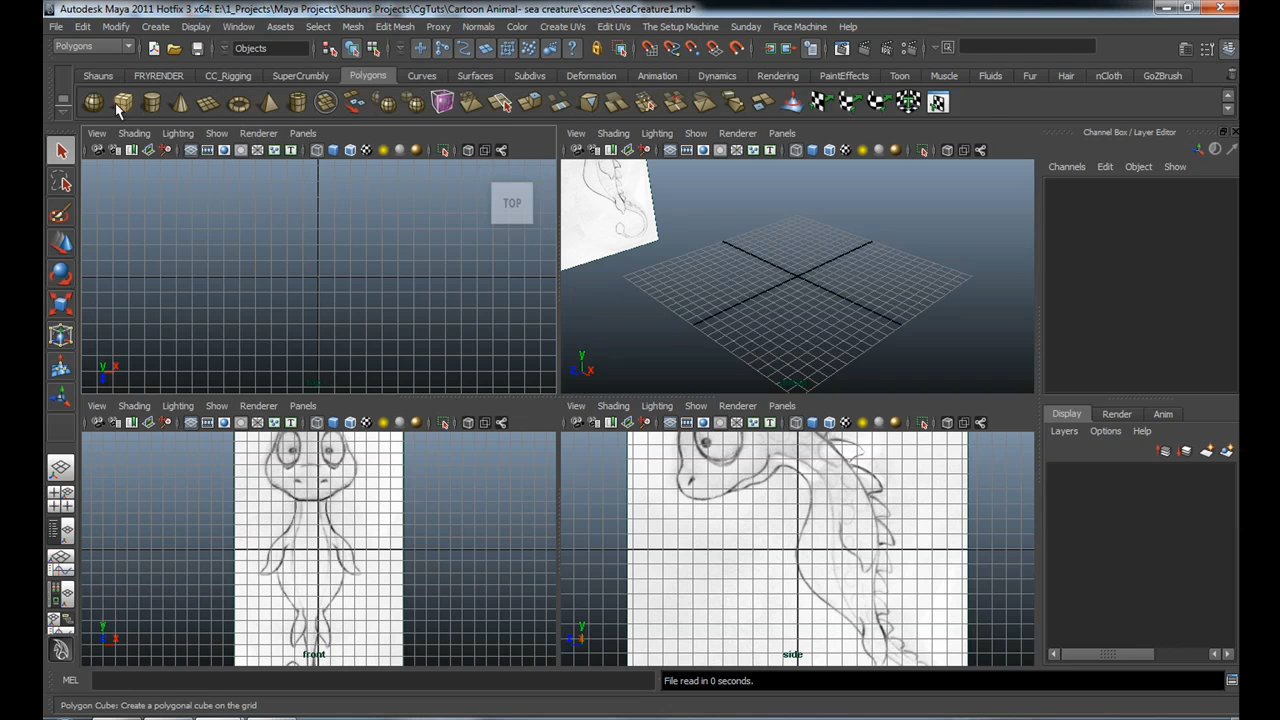 Autodesk Maya 2011 Hotfix 3 x64: E:\1_Projects\Maya Projects\Shauns Projects\CgTuts\Cartoon Animal- sea creature\scenes\SeaCreature1.mb*
File Edit Modify Create Display Window Assets Select Mesh Edit Mesh Proxy Normals Color Create UVs Edit UVs The Setup Machine Sunday Face Machine Help
Polygons Objects
Shauns FRYRENDER CC_Rigging SuperCrumbly Polygons Curves Surfaces Subdivs Deformation Animation Dynamics Rendering PaintEffects Toon Muscle Fluids Fur Hair nCloth GoZBrush
View Shading Lighting Show Renderer Panels
View Shading Lighting Show Renderer Panels
Channel Box / Layer Editor
Channels Edit Object Show
TOP
y
x
y
x
View Shading Lighting Show Renderer Panels
View Shading Lighting Show Renderer Panels
Display Render Anim
Layers Options Help
y
x
front
y
side
MEL
File read in 0 seconds.
Polygon Cube: Create a polygonal cube on the grid